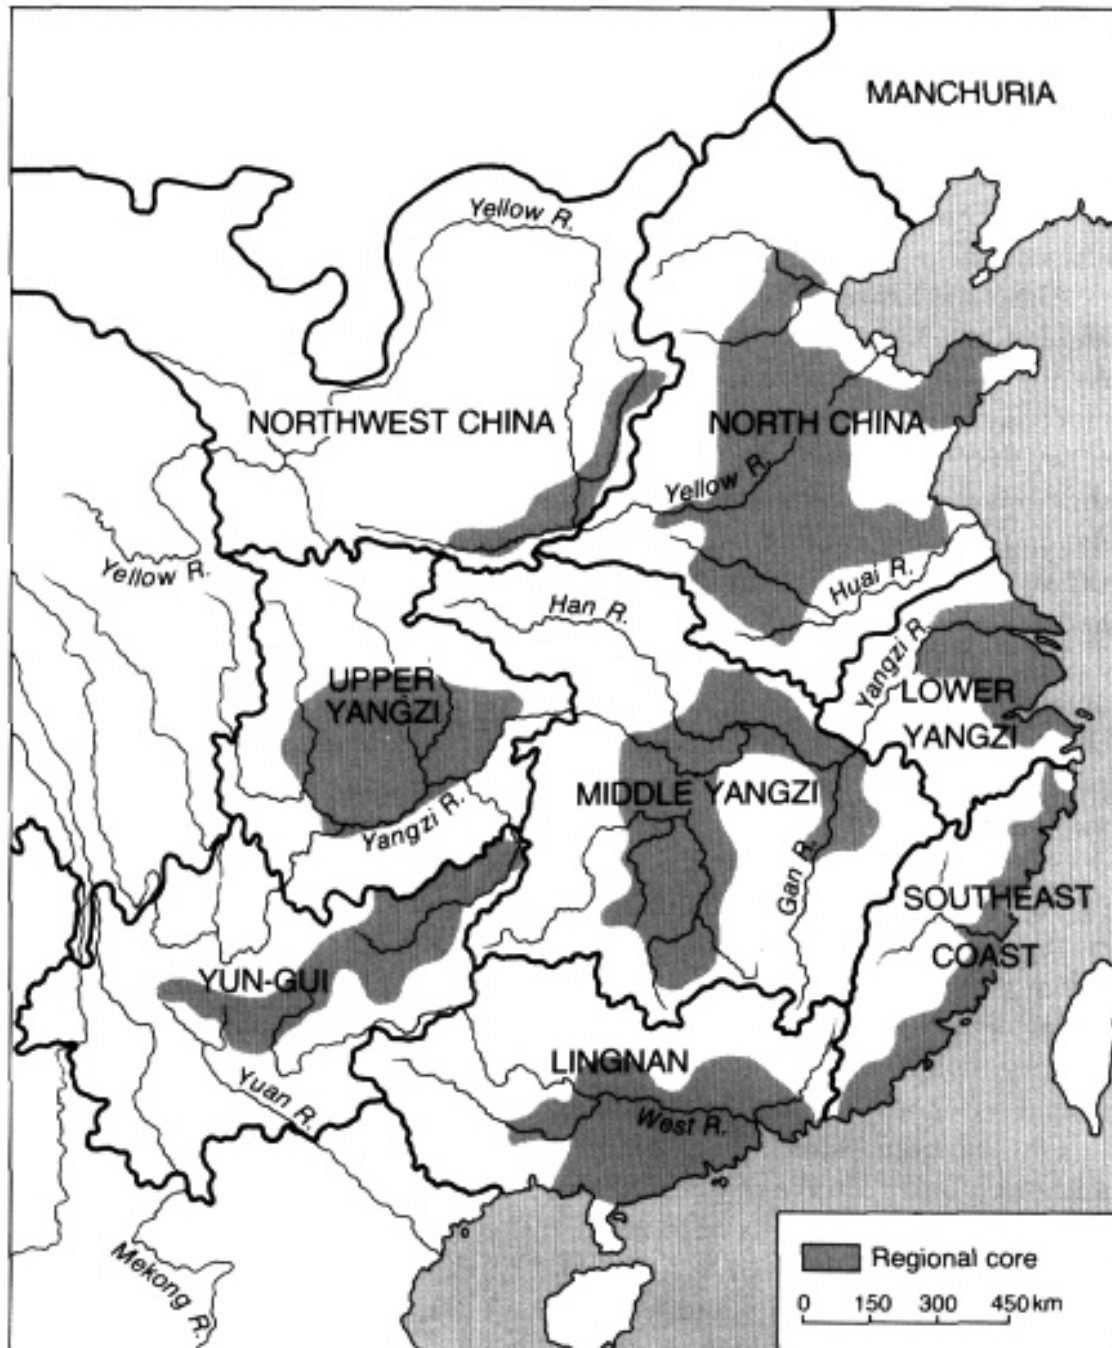 MANCHURIA
Yellow R.
NORTHWEST CHINA
NORTH CHINA
Yellow R.
Yellow R.
Huai R.
Han R.
Yangzi R.
UPPER
YANGZI
LOWER
YANGZI
MIDDLE YANGZI
Yangzi R.
Gan R.
SOUTHEAST
COAST
YUN-GUI
LINGNAN
Yuan R.
West R.
Mekong R.
Regional core
0 150 300 450 km